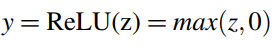 y = ReLU(z) = max(z,0)